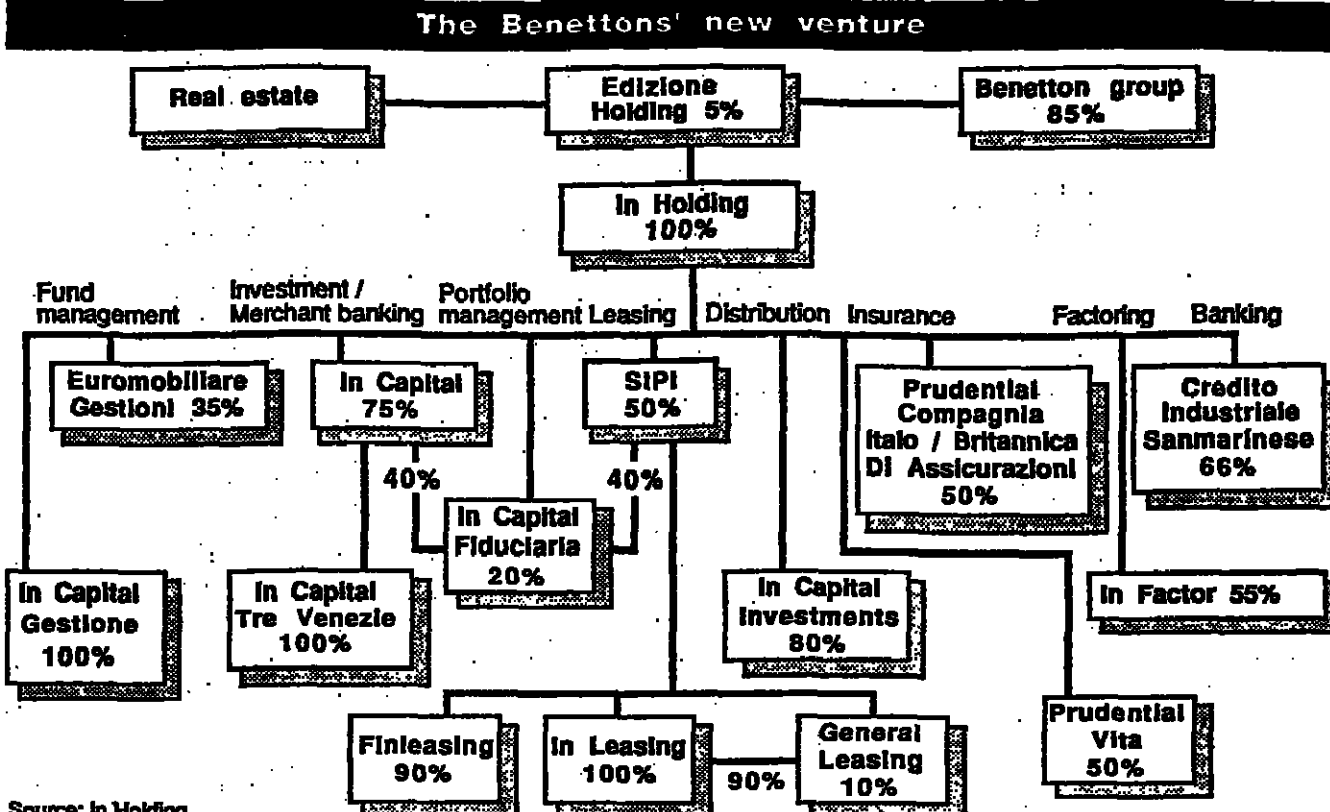 The Benettons' new venture
Real estate
Edizione
Holding 5%
Benetton group
85%
In Holding
100%
Fund
management
Investment /
Merchant banking
Portfolio
management
Leasing
Distribution
Insurance
Factoring
Banking
Euromobiliare
Gestioni 35%
In Capital
75%
SIPI
50%
Prudential
Compagnia
Italo / Britannica
Di Assicurazioni
50%
Credito
Industriale
Sanmarinese
66%
40%
40%
In Capital
Fiduciaria
20%
In Capital
Gestione
100%
In Capital
Tre Venezie
100%
In Capital
Investments
80%
In Factor 55%
Finleasing
90%
In Leasing
100%
90%
General
Leasing
10%
Prudential
Vita
50%
Source: In Holding